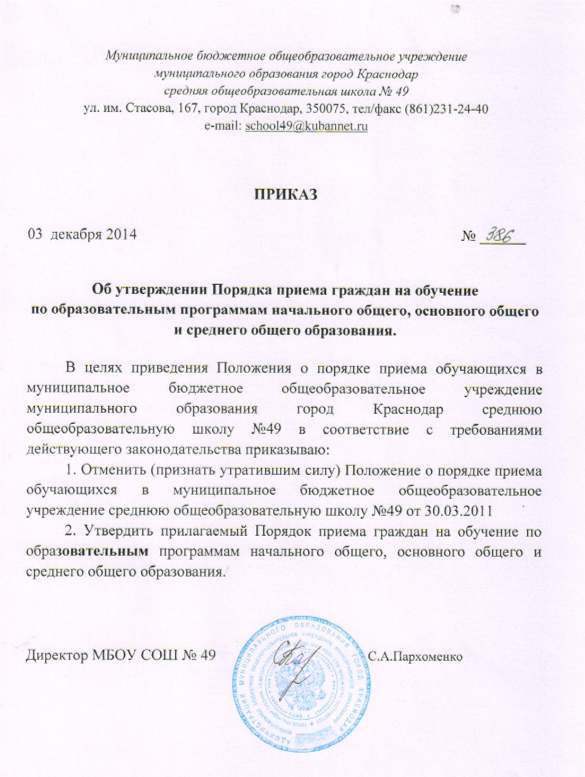 Муниципальное бюджетное общеобразовательное учреждение
муниципального образования город Краснодар
средняя общеобразовательная школа № 49
ул. им. Стасова, 167, город Краснодар, 350075, тел/факс (861)231-24-40
e-mail: school49@kubannet.ru
ПРИКАЗ
03 декабря 2014 № 386
Об утверждении Порядка приема граждан на обучение
по образовательным программам начального общего, основного общего
и среднего общего образования.
В целях приведения Положения о порядке приема обучающихся в
муниципальное бюджетное общеобразовательное учреждение
муниципального образования город Краснодар среднюю
общеобразовательную школу №49 в соответствие с требованиями
действующего законодательства приказываю:
1. Отменить (признать утратившим силу) Положение о порядке приема
обучающихся в муниципальное бюджетное общеобразовательное
учреждение среднюю общеобразовательную школу №49 от 30.03.2011
2. Утвердить прилагаемый Порядок приема граждан на обучение по
образовательным программам начального общего, основного общего и
среднего общего образования.
Директор МБОУ СОШ № 49 С.А.Пархоменко
АДМИНИСТРАЦИЯ МУНИЦИПАЛЬНОГО ОБРАЗОВАНИЯ ГОРОД КРАСНОДАР